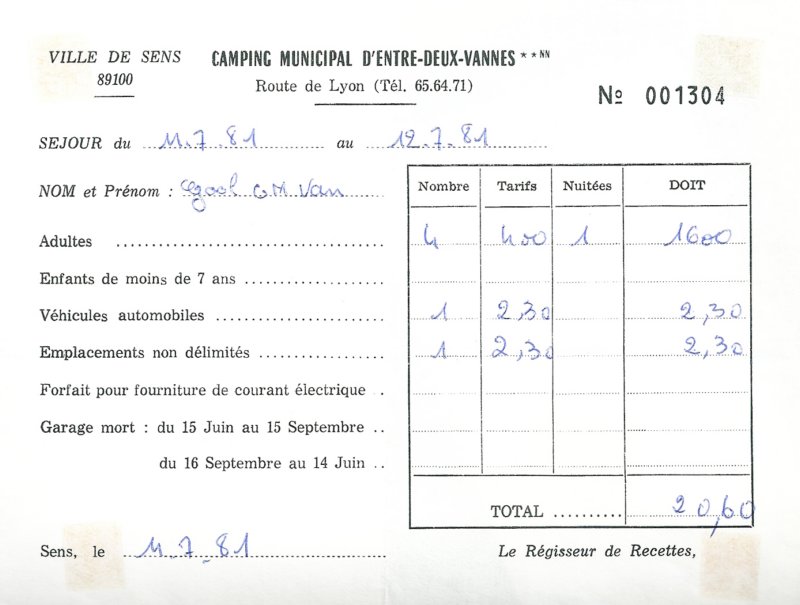 VILLE DE SENS CAMPING MUNICIPAL D'ENTRE-DEUX-VANNES **NN
89100 Route de Lyon (Tél. 65.64.71)
Nº 001304
SEJOUR du 11.7.81 au 12.7.81
NOM et Prénom : Van
Nombre Tarifs Nuitées DOIT
Adultes 4 400 1 1600
Enfants de moins de 7 ans
Véhicules automobiles 1 2,30 2,30
Emplacements non délimités 1 2,30 2,30
Forfait pour fourniture de courant électrique
Garage mort : du 15 Juin au 15 Septembre
du 16 Septembre au 14 Juin
TOTAL 20,60
Sens, le 11.7.81 Le Régisseur de Recettes,